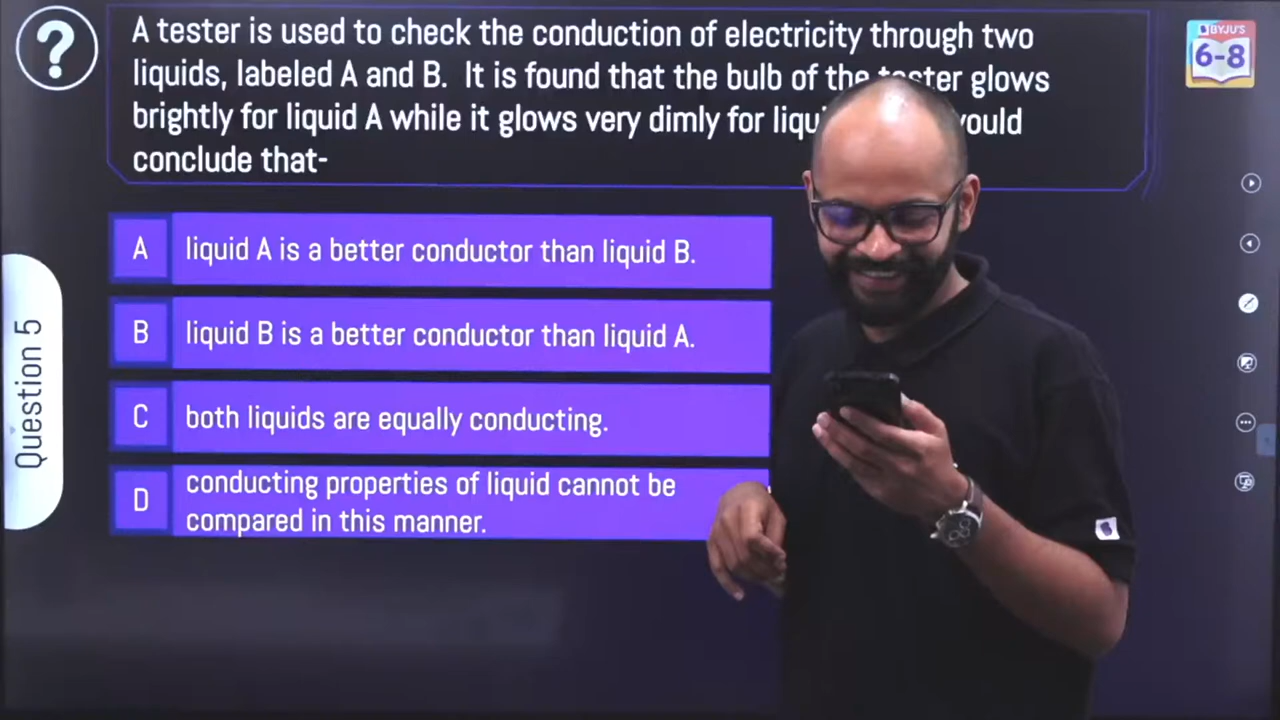 ?
A tester is used to check the conduction of electricity through two
liquids, labeled A and B. It is found that the bulb of the tester glows
brightly for liquid A while it glows very dimly for
conclude that-
BYJU'S
6-8
Question 5
A
liquid A is a better conductor than liquid B.
B
liquid B is a better conductor than liquid A.
C
both liquids are equally conducting.
D
conducting properties of liquid cannot be
compared in this manner.